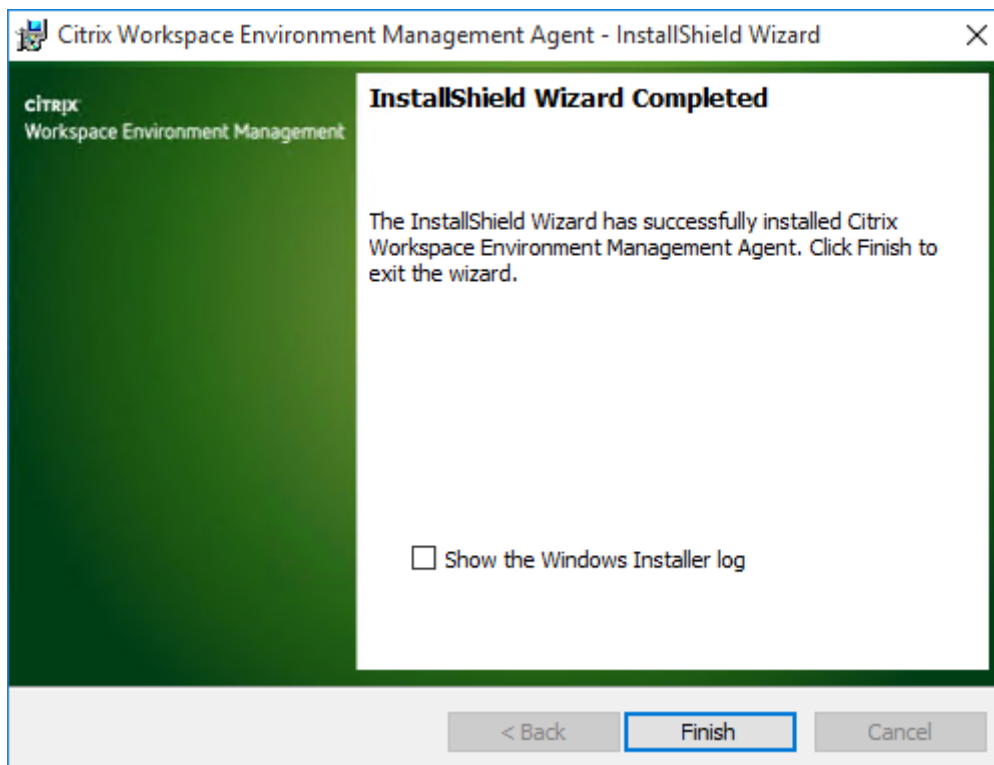 Citrix Workspace Environment Management Agent - InstallShield Wizard
CİTRIX
Workspace Environment Management
InstallShield Wizard Completed
The InstallShield Wizard has successfully installed Citrix
Workspace Environment Management Agent. Click Finish to
exit the wizard.
Show the Windows Installer log
< Back
Finish
Cancel